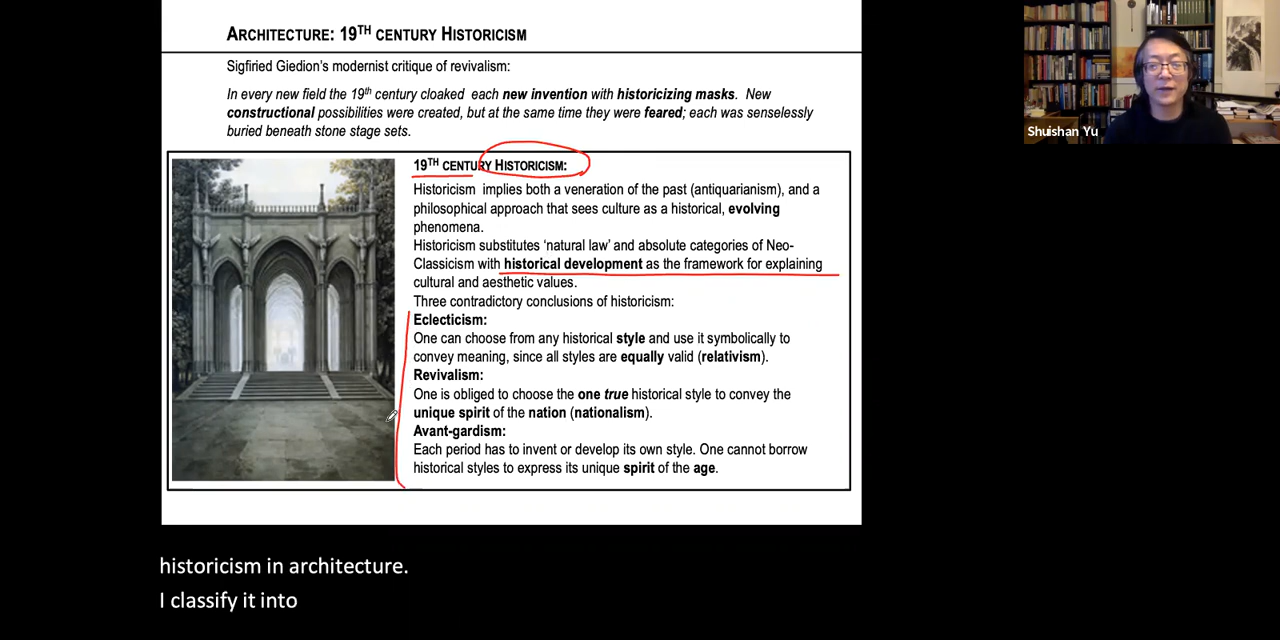 ARCHITECTURE: 19TH CENTURY HISTORICISM
Sigfiried Giedion's modernist critique of revivalism:
In every new field the 19th century cloaked each new invention with historicizing masks. New
constructional possibilities were created, but at the same time they were feared; each was senselessly
buried beneath stone stage sets.
Shuishan Yu
19TH CENTURY HISTORICISM:
Historicism implies both a veneration of the past (antiquarianism), and a
philosophical approach that sees culture as a historical, evolving
phenomena.
Historicism substitutes 'natural law' and absolute categories of Neo-
Classicism with historical development as the framework for explaining
cultural and aesthetic values.
Three contradictory conclusions of historicism:
Eclecticism:
One can choose from any historical style and use it symbolically to
convey meaning, since all styles are equally valid (relativism).
Revivalism:
One is obliged to choose the one true historical style to convey the
unique spirit of the nation (nationalism).
Avant-gardism:
Each period has to invent or develop its own style. One cannot borrow
historical styles to express its unique spirit of the age.
historicism in architecture.
I classify it into